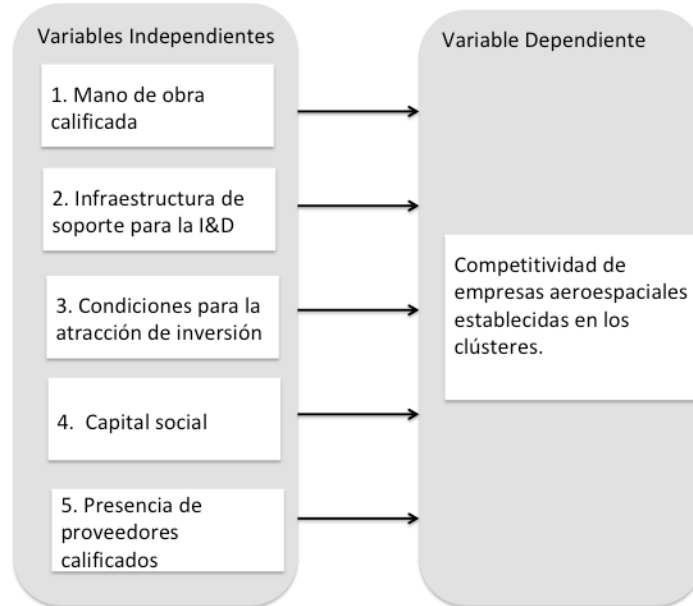 Variables Independientes
1. Mano de obra
calificada
2. Infraestructura de
soporte para la I&D
3. Condiciones para la
atracción de inversión
4. Capital social
5. Presencia de
proveedores
calificados
Variable Dependiente
Competitividad de
empresas aeroespaciales
establecidas en los
clústeres.